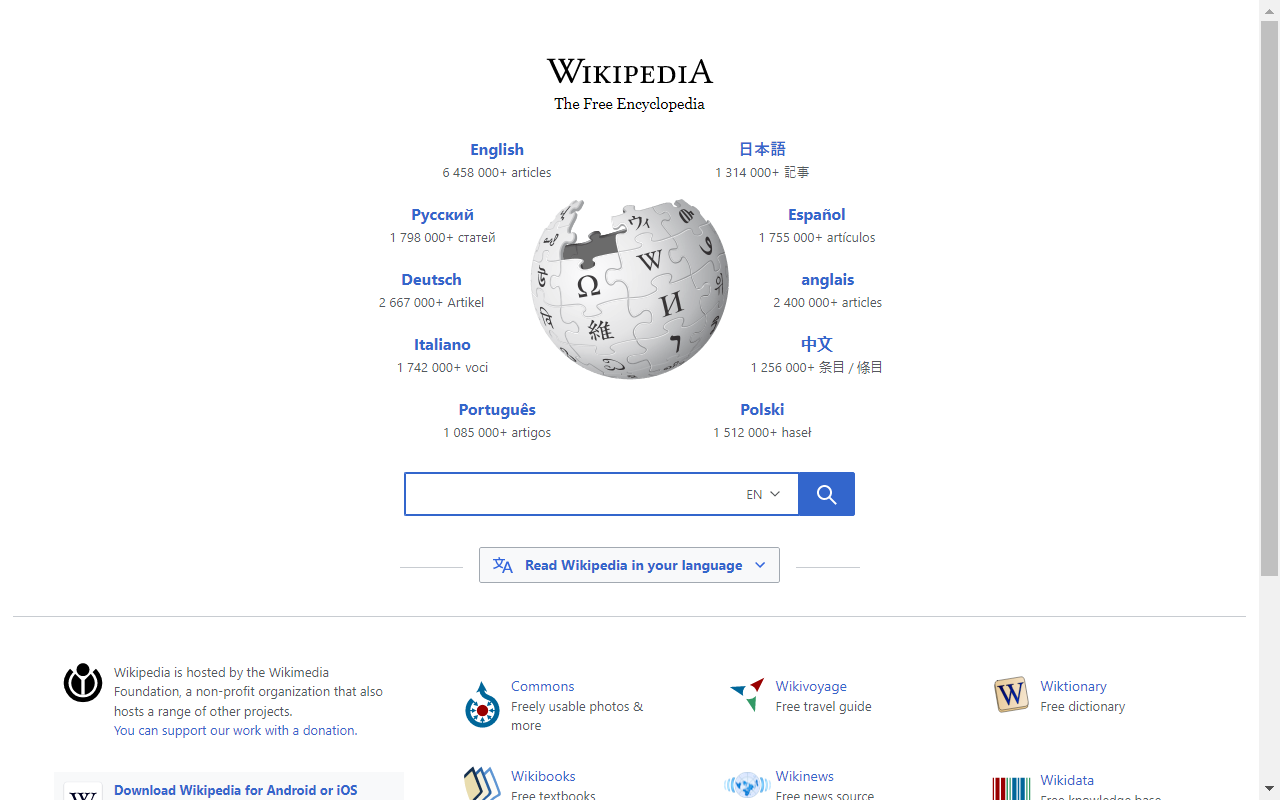 WIKIPEDIA
The Free Encyclopedia
English
6 458 000+ articles
日本語
1 314 000+ 記事
Русский
1 798 000+ статей
Español
1 755 000+ artículos
Deutsch
2 667 000+ Artikel
anglais
2 400 000+ articles
Italiano
1 742 000+ voci
中文
1 256 000+ 条目 / 條目
Português
1 085 000+ artigos
Polski
1 512 000+ haseł
Ω
W
И
維
ウィ
EN
Read Wikipedia in your language
Wikipedia is hosted by the Wikimedia
Foundation, a non-profit organization that also
hosts a range of other projects.
You can support our work with a donation.
Download Wikipedia for Android or iOS
Commons
Freely usable photos &
more
Wikivoyage
Free travel guide
W
Wiktionary
Free dictionary
Wikibooks
Free textbooks
Wikinews
Free news source
Wikidata
Free knowledge base